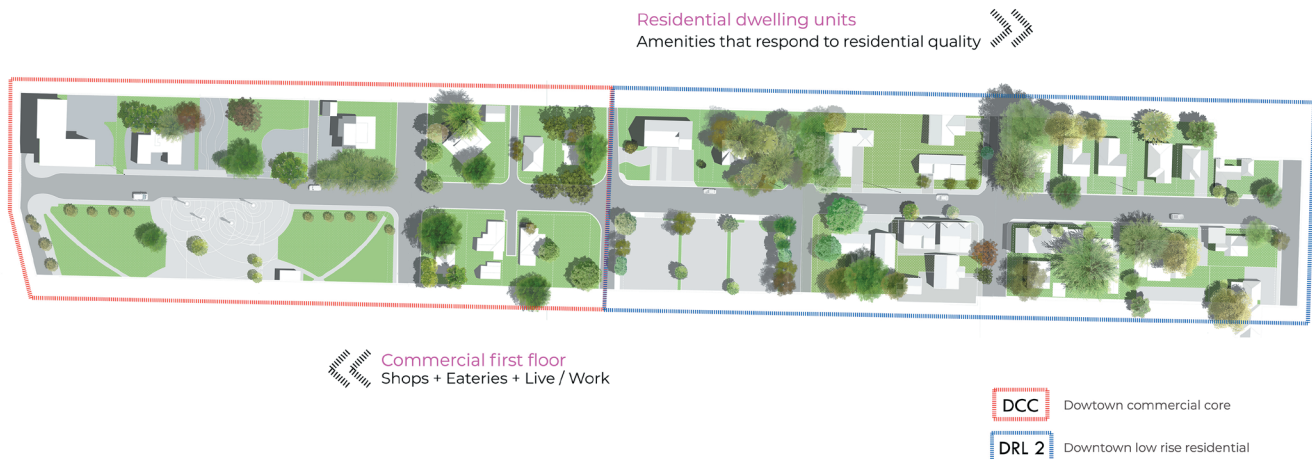 Residential dwelling units
Amenities that respond to residential quality
Commercial first floor
Shops + Eateries + Live / Work
DCC Dowtown commercial core
DRL 2 Downtown low rise residential